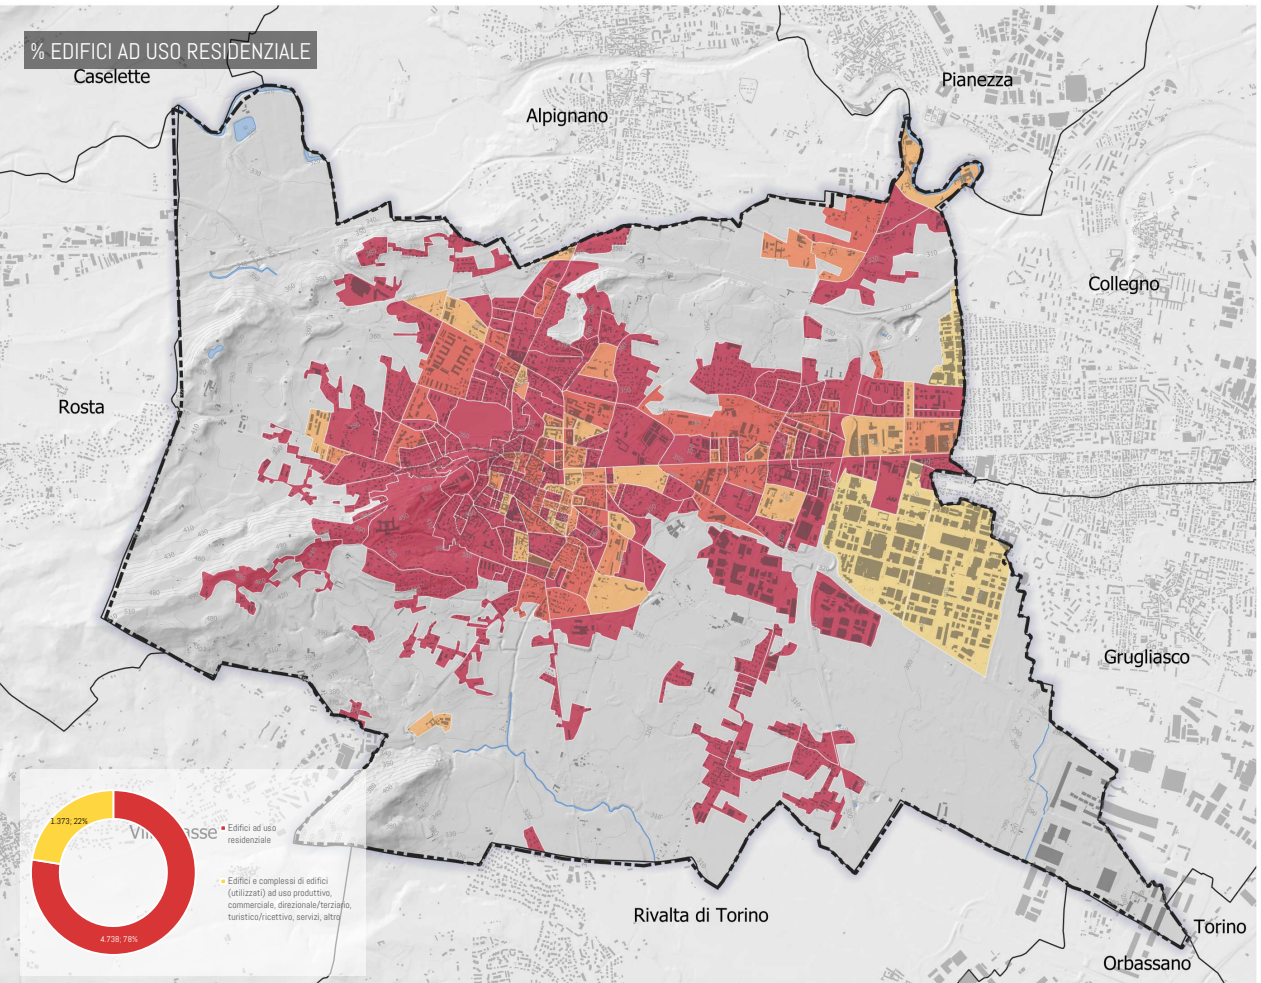 % EDIFICI AD USO RESIDENZIALE
Caselette
Pianezza
Alpignano
Collegno
Rosta
Grugliasco
1.373; 22%
Edifici ad uso
residenziale
Edifici e complessi di edifici
(utilizzati) ad uso produttivo,
commerciale, direzionale/terziario,
turistico/ricettivo, servizi, altro
4.738; 78%
Rivalta di Torino
Torino
Orbassano